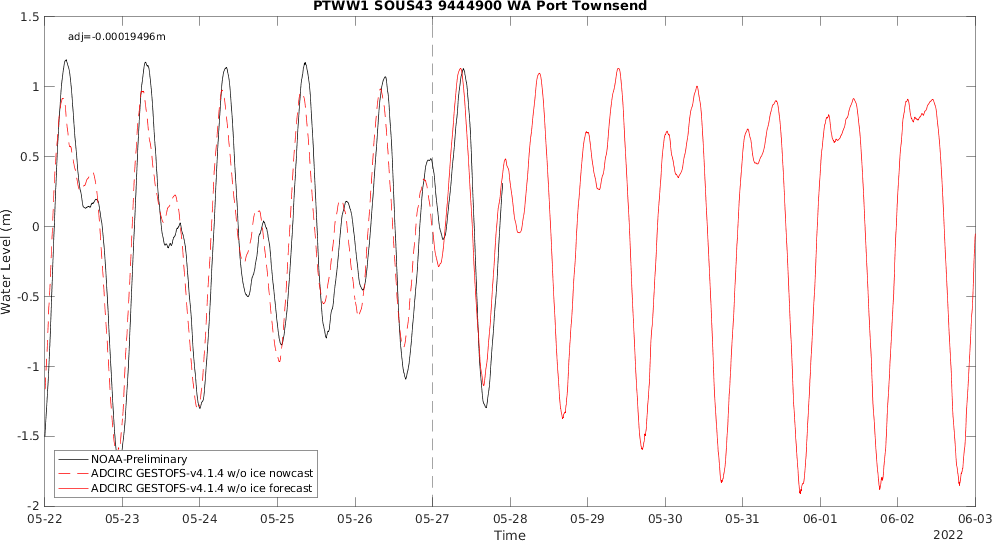 PTWW1 SOUS43 9444900 WA Port Townsend
adj=-0.00019496m
1.5
1
0.5
0
-0.5
-1
-1.5
-2
Water Level (m)
NOAA-Preliminary
ADCIRC GESTOFS-v4.1.4 w/o ice nowcast
ADCIRC GESTOFS-v4.1.4 w/o ice forecast
05-22 05-23 05-24 05-25 05-26 05-27 05-28 05-29 05-30 05-31 06-01 06-02 06-03
Time
2022